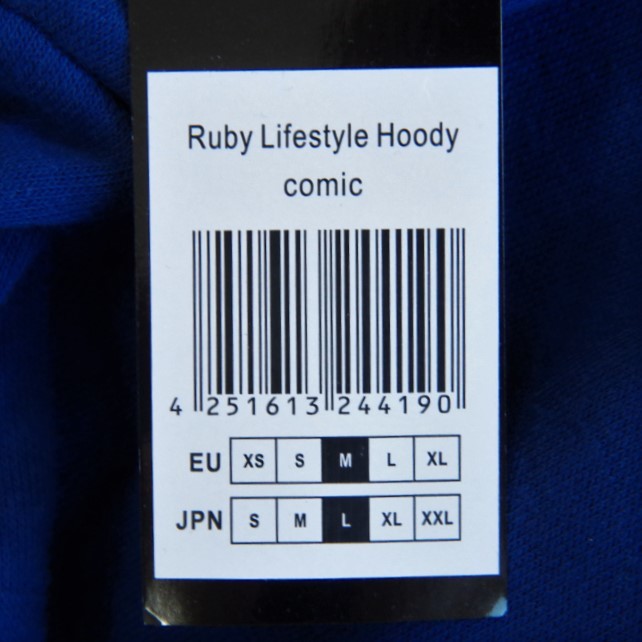 Ruby Lifestyle Hoody
comic
4 251613 244190
EU XS S M L XL
JPN S M L XL XXL